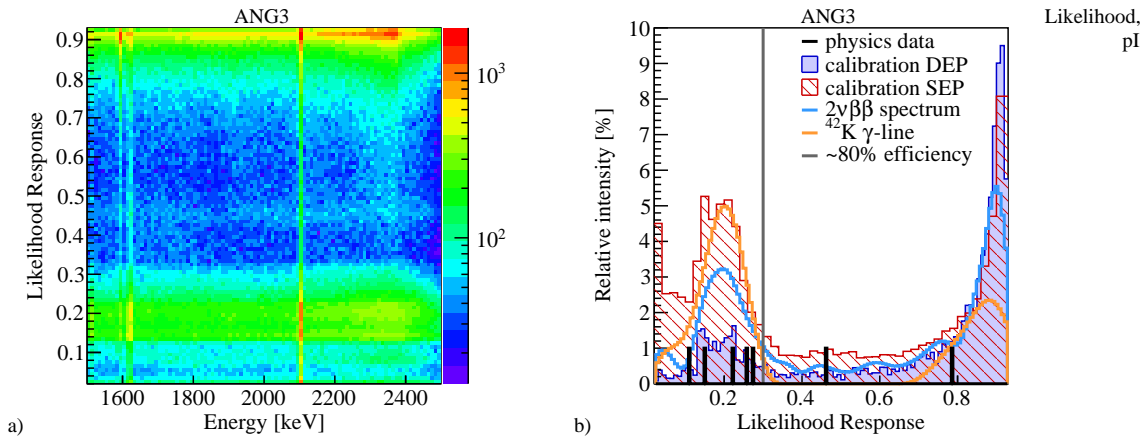 ANG3
0.9
0.8
0.7
0.6
0.5
0.4
0.3
0.2
0.1
Likelihood Response
1600 1800 2000 2200 2400
Energy [keV]
10³
10²
a)
ANG3
Likelihood,
pI
physics data
calibration DEP
calibration SEP
2νββ spectrum
⁴²K γ-line
~80% efficiency
10
9
8
7
6
5
4
3
2
1
0
Relative intensity [%]
0.2 0.4 0.6 0.8
Likelihood Response
b)